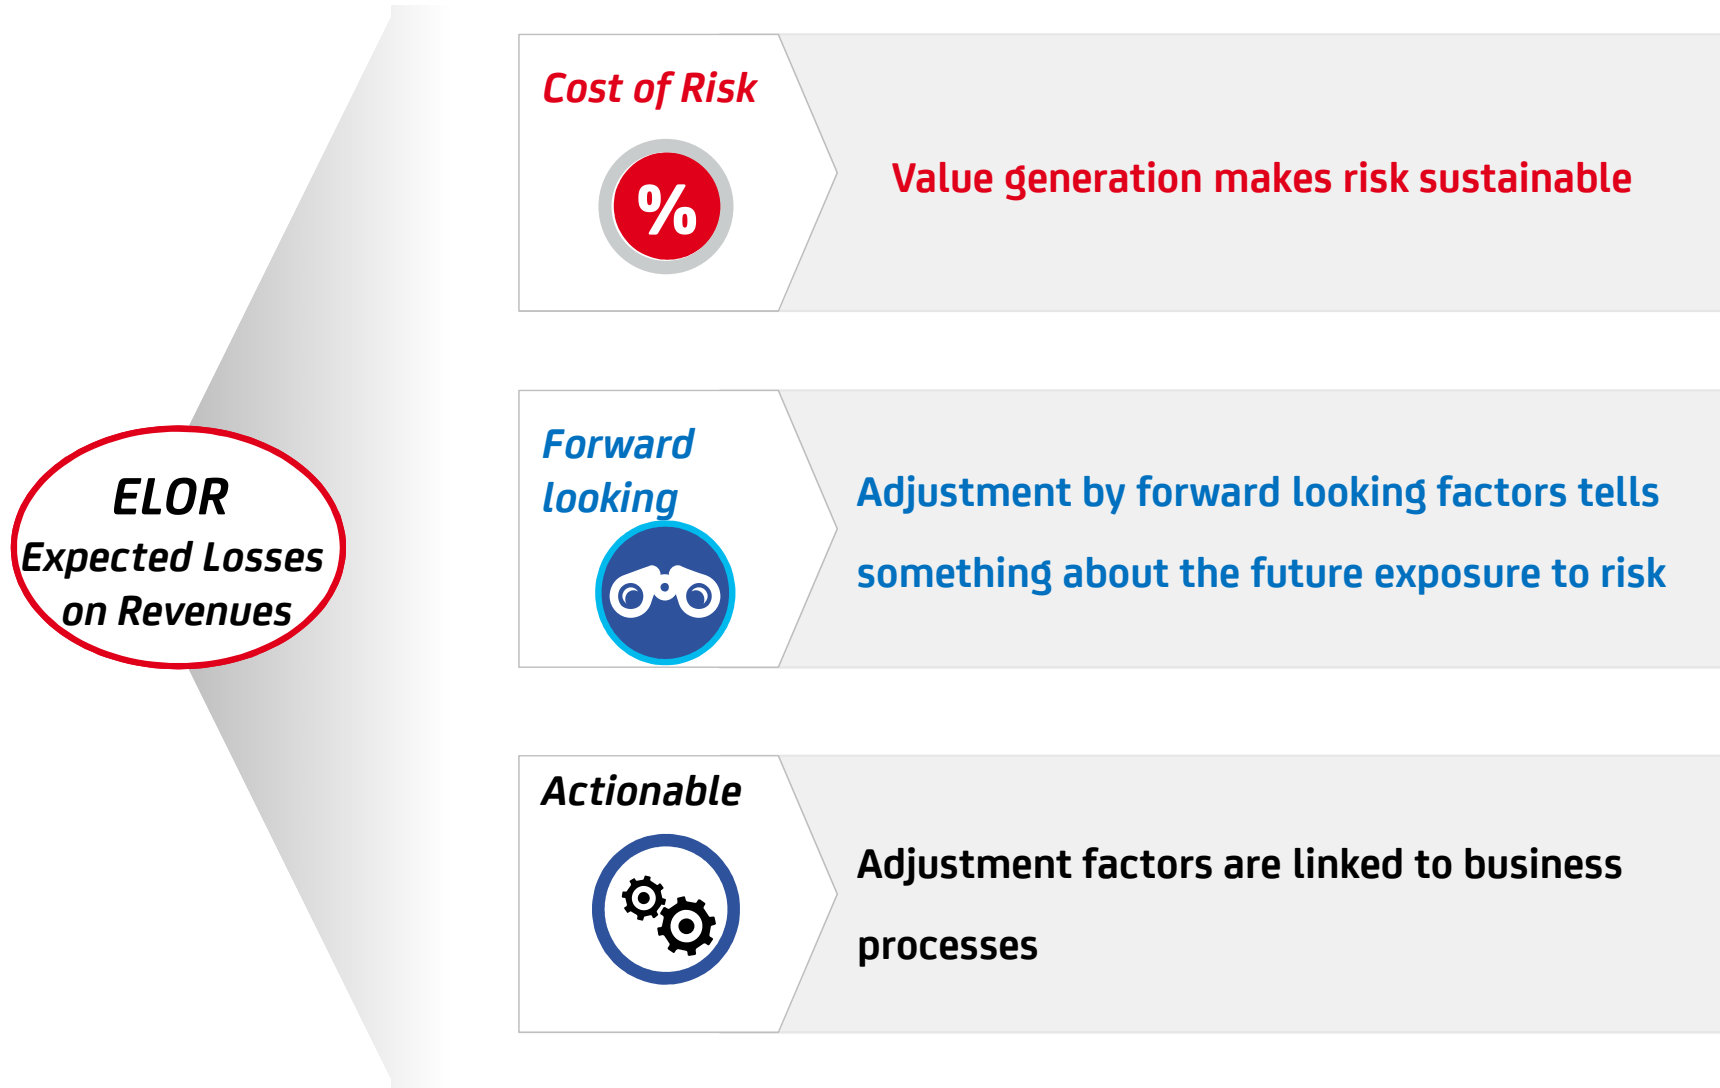 Cost of Risk
%
Value generation makes risk sustainable
Forward
looking
Adjustment by forward looking factors tells
something about the future exposure to risk
ELOR
Expected Losses
on Revenues
Actionable
Adjustment factors are linked to business
processes